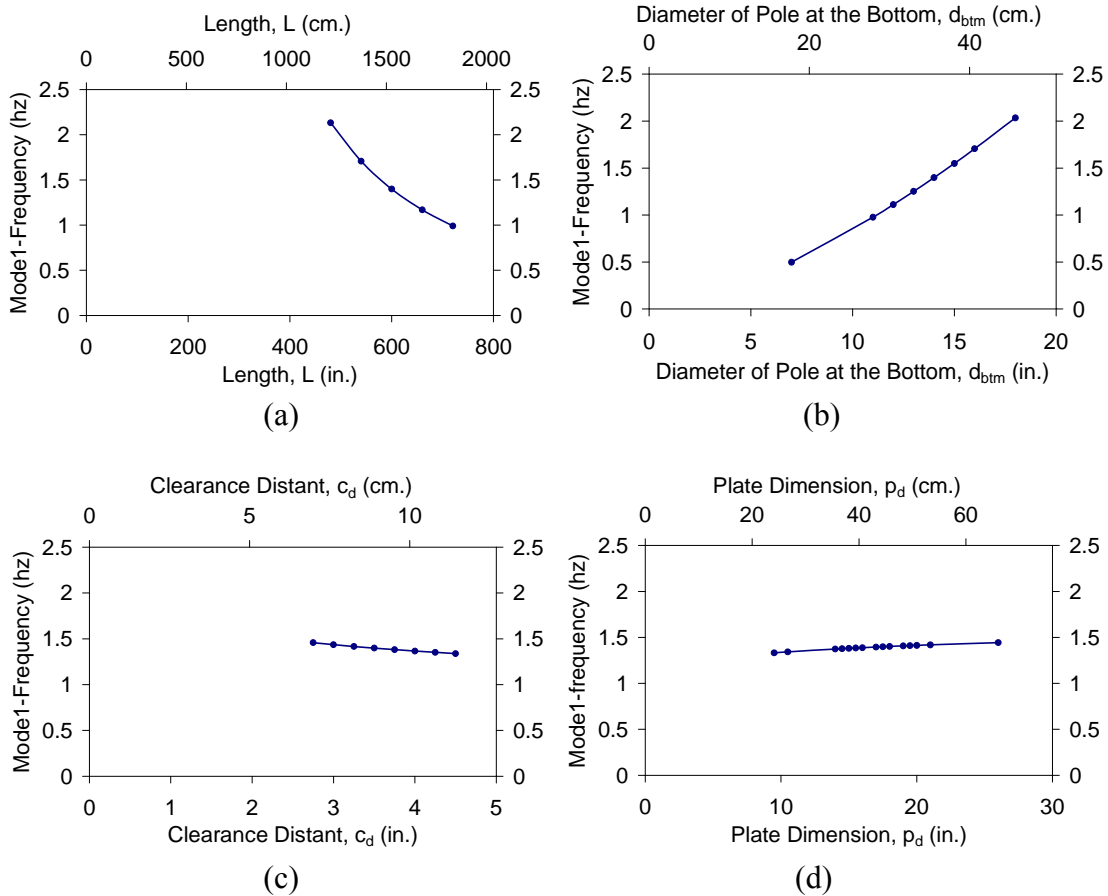 Length, L (cm.)
0 500 1000 1500 2000
2.5 2.5
2 2
1.5 1.5
1 1
0.5 0.5
0 0
Mode1-Frequency (hz)
0 200 400 600 800
Length, L (in.)
(a)
Diameter of Pole at the Bottom, dbtm (cm.)
0 20 40
2.5 2.5
2 2
1.5 1.5
1 1
0.5 0.5
0 0
Mode1-Frequency (hz)
0 5 10 15 20
Diameter of Pole at the Bottom, dbtm (in.)
(b)
Clearance Distant, cd (cm.)
0 5 10
2.5 2.5
2 2
1.5 1.5
1 1
0.5 0.5
0 0
Mode1-Frequency (hz)
0 1 2 3 4 5
Clearance Distant, cd (in.)
(c)
Plate Dimension, pd (cm.)
0 20 40 60
2.5 2.5
2 2
1.5 1.5
1 1
0.5 0.5
0 0
Mode1-frequency (hz)
0 10 20 30
Plate Dimension, pd (in.)
(d)